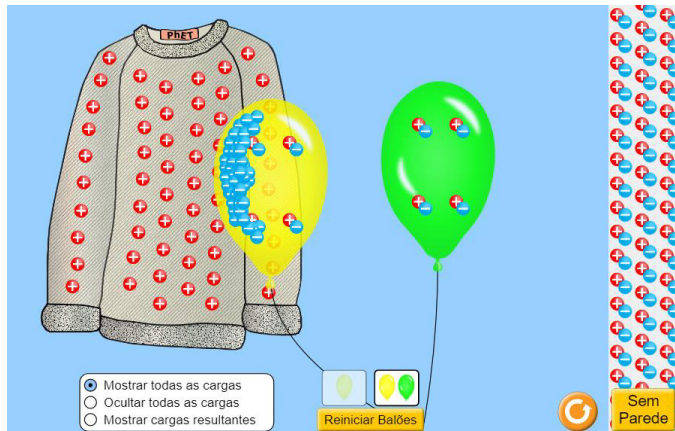 PhET
Mostrar todas as cargas
Ocultar todas as cargas
Mostrar cargas resultantes
Reiniciar Balões
Sem
Parede